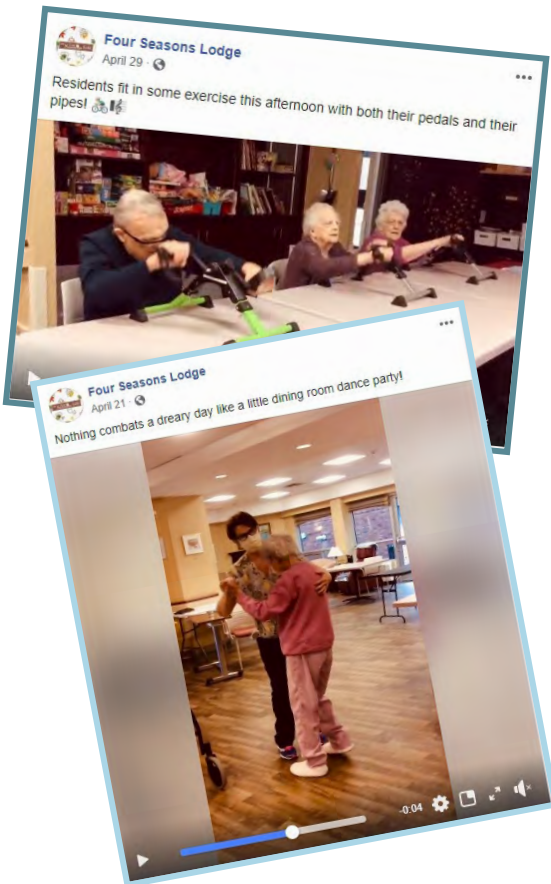 Four Seasons Lodge
April 29 ·
Residents fit in some exercise this afternoon with both their pedals and their
pipes! 🚴🎼
Four Seasons Lodge
April 21 ·
Nothing combats a dreary day like a little dining room dance party!
-0:04